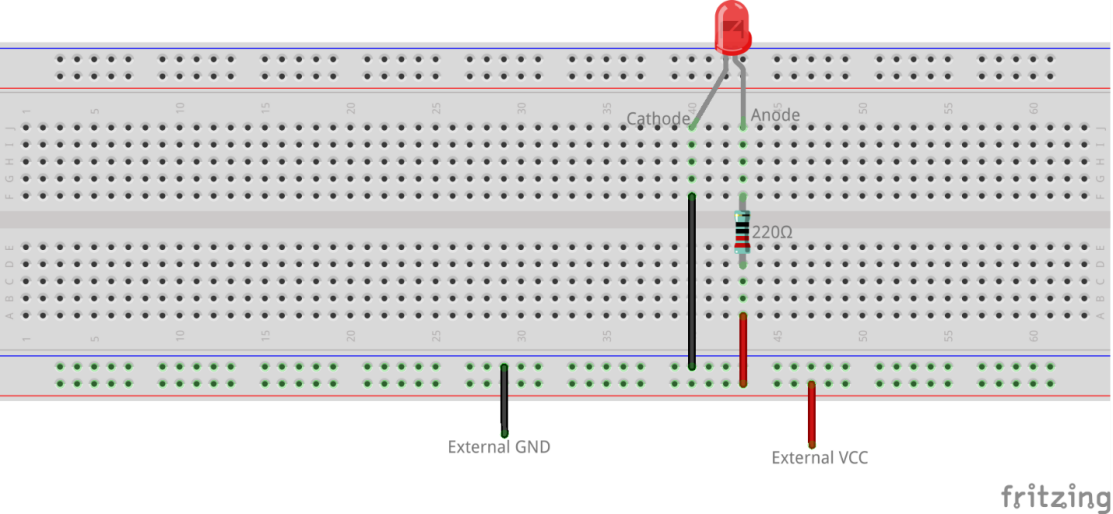 1 5 10 15 20 25 30 35 40 45 50 55 60
Cathode
Anode
J J
I I
H H
G G
F F
220Ω
E E
D D
C C
B B
A A
1 5 10 15 20 25 30 35 45 50 55 60
External GND
External VCC
fritzing